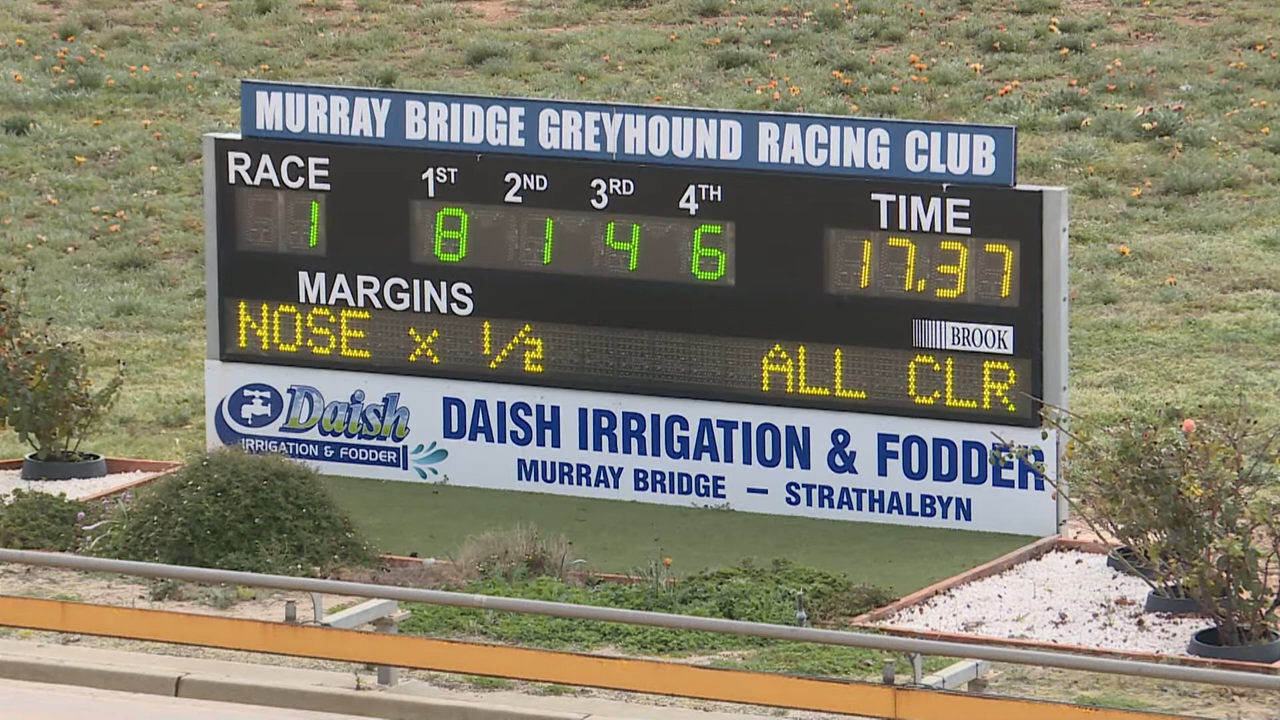 MURRAY BRIDGE GREYHOUND RACING CLUB
RACE 1ST 2ND 3RD 4TH TIME
1 8 1 4 6 17.37
MARGINS
BROOK
NOSE x 1/2 ALL CLR
Daish
IRRIGATION & FODDER
DAISH IRRIGATION & FODDER
MURRAY BRIDGE – STRATHALBYN